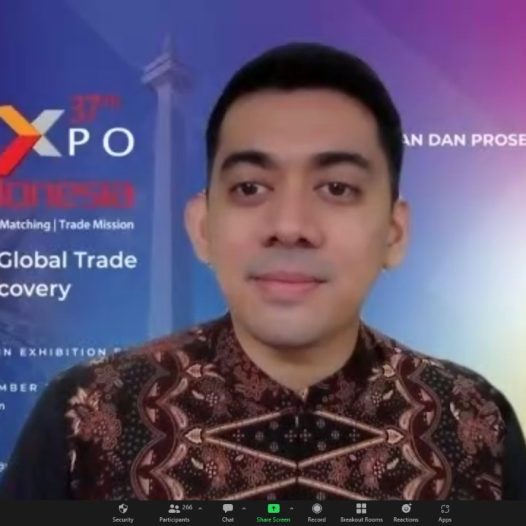 37th
XPO
donesia
Matching | Trade Mission
Global Trade
covery
AN DAN PROSE
N EXHIBITION
MBER
266
Security
Participants
Chat
Share Screen
Record
Breakout Rooms
Reactions
Apps